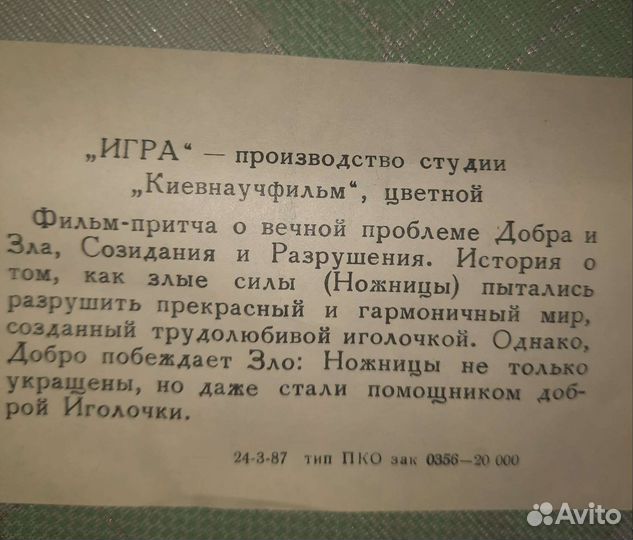 „ИГРА“ — производство студии
„Киевнаучфильм“, цветной
Фильм-притча о вечной проблеме Добра и
Зла, Созидания и Разрушения. История о
том, как злые силы (Ножницы) пытались
разрушить прекрасный и гармоничный мир,
созданный трудолюбивой иголочкой. Однако,
Добро побеждает Зло: Ножницы не только
укращены, но даже стали помощником доб-
рой Иголочки.
24-3-87 тип ПКО зак 0356—20 000
Avito